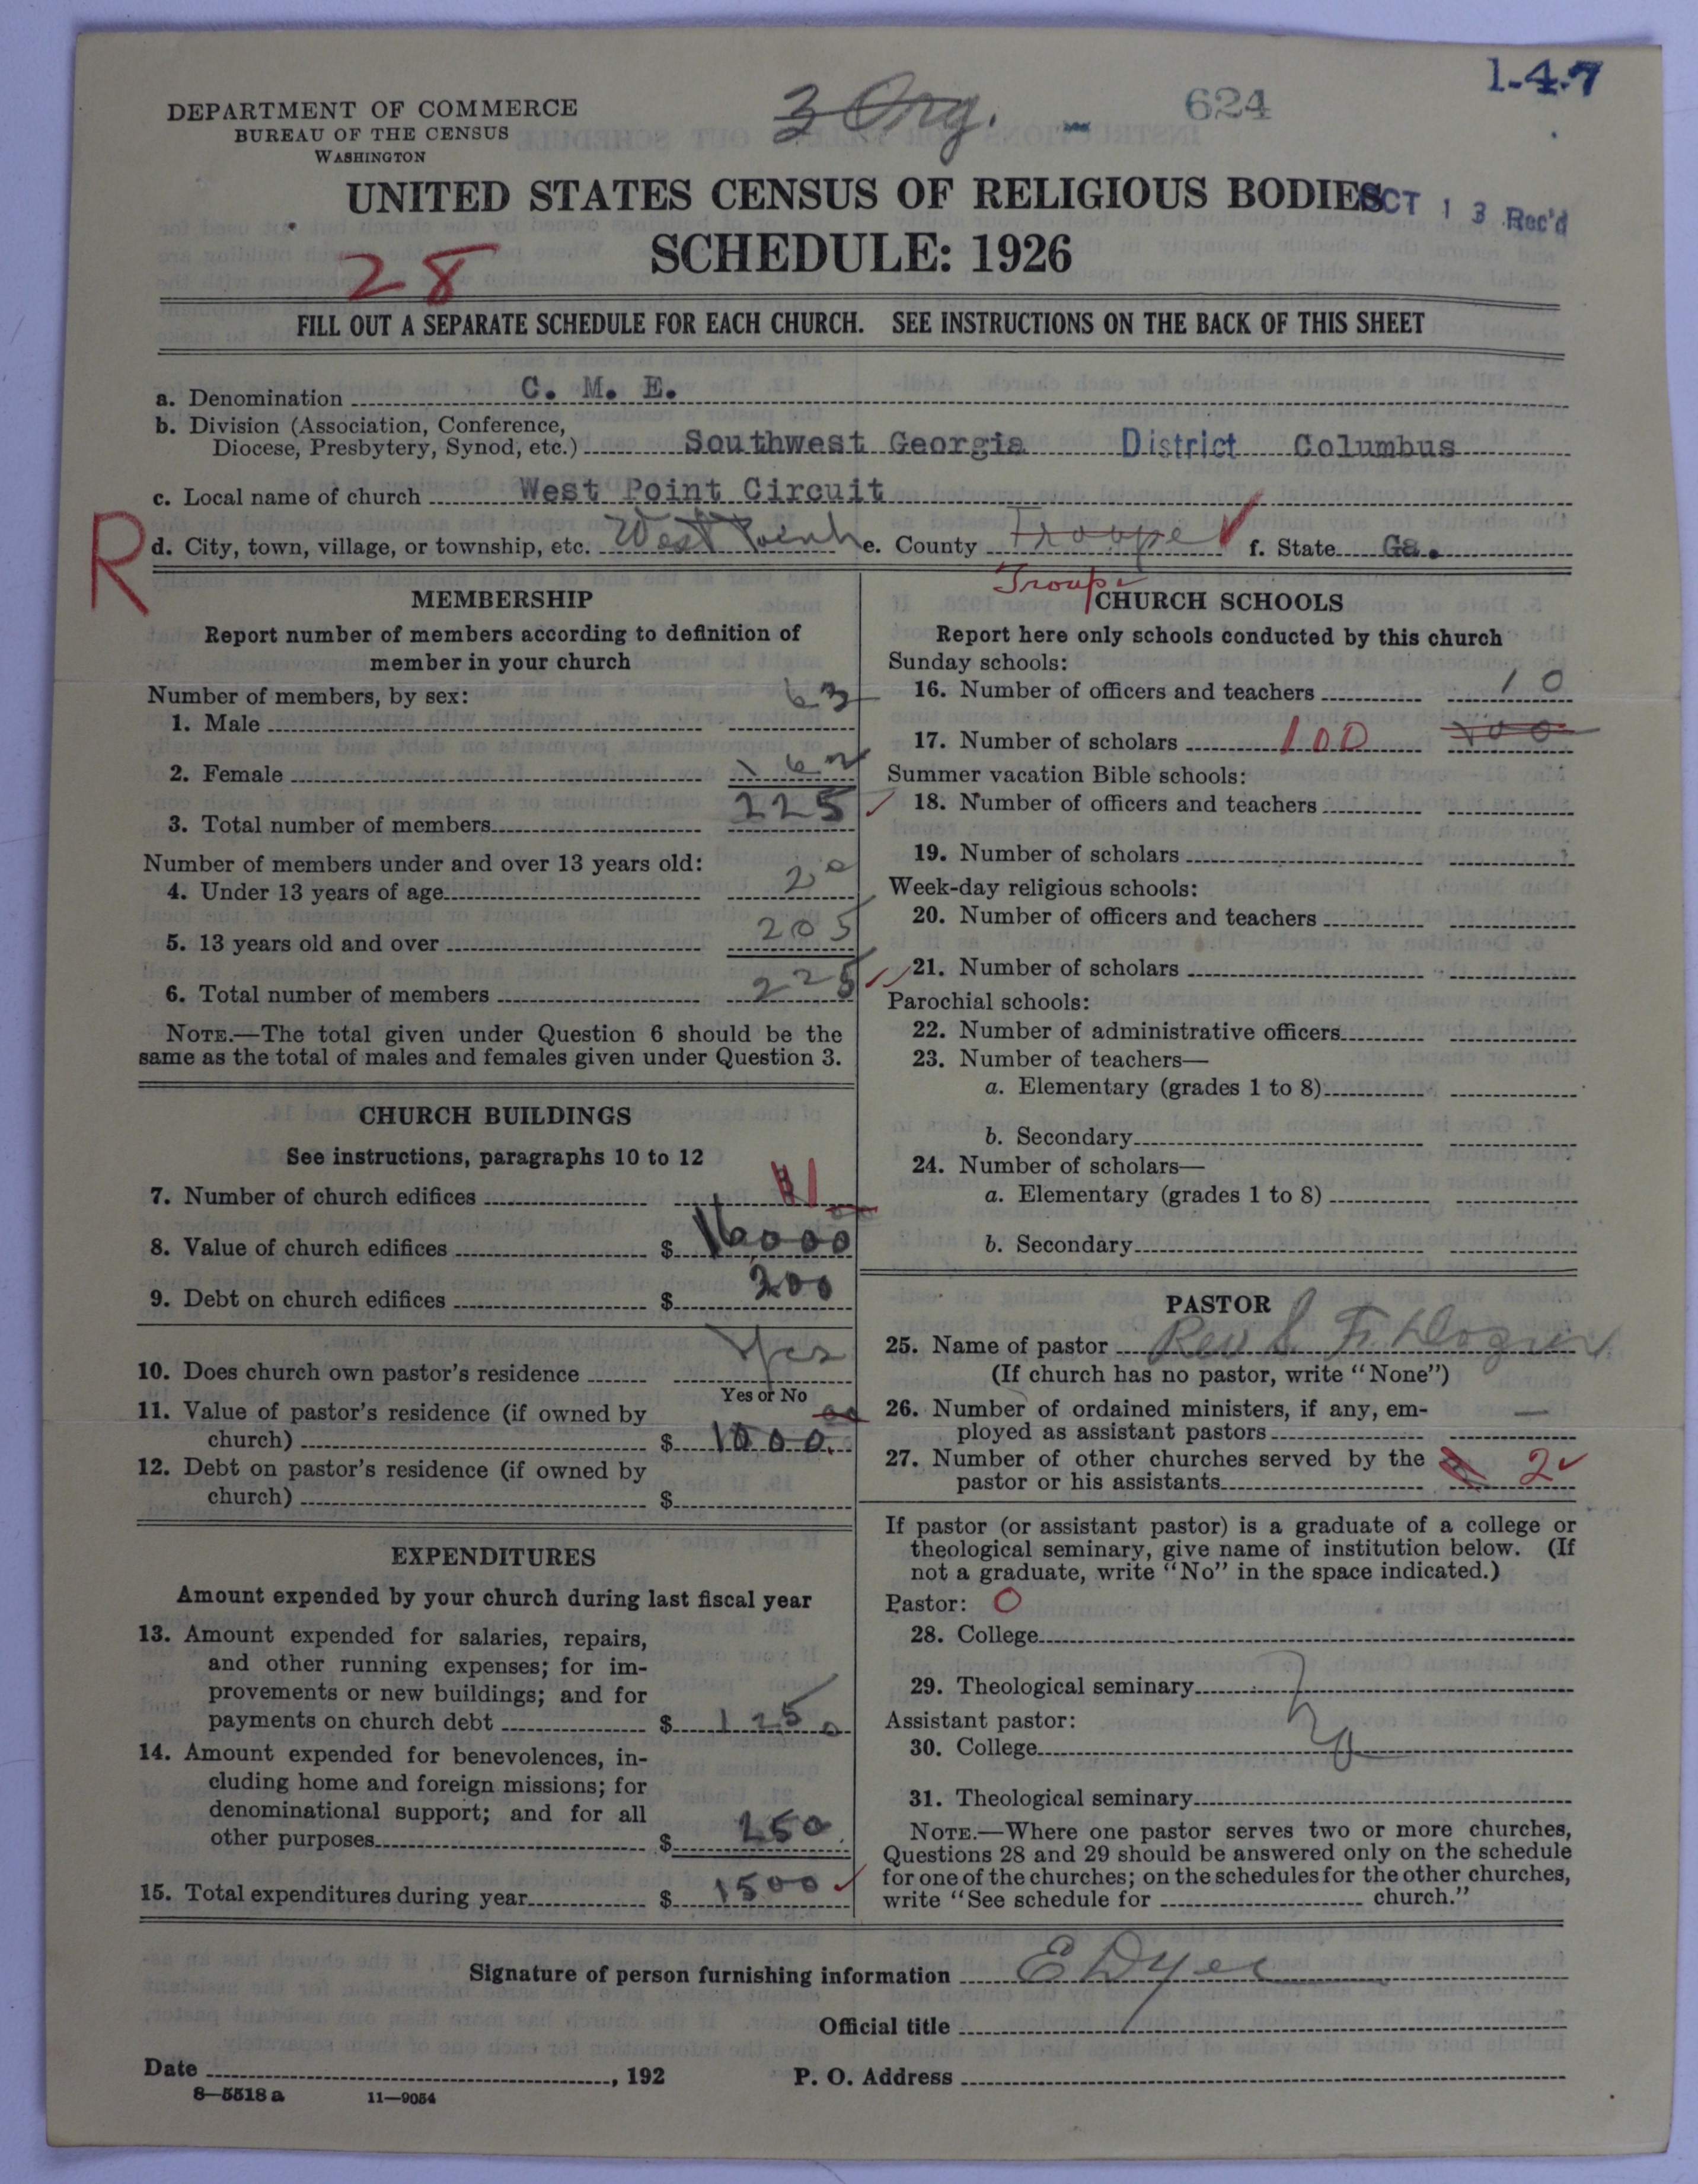 1-4-7
3 Org. - 624
DEPARTMENT OF COMMERCE
BUREAU OF THE CENSUS
WASHINGTON
UNITED STATES CENSUS OF RELIGIOUS BODIES
OCT 13 Rec'd
SCHEDULE: 1926
28
FILL OUT A SEPARATE SCHEDULE FOR EACH CHURCH. SEE INSTRUCTIONS ON THE BACK OF THIS SHEET
a. Denomination C. M. E.
b. Division (Association, Conference,
Diocese, Presbytery, Synod, etc.) Southwest Georgia District Columbus
c. Local name of church West Point Circuit
R
d. City, town, village, or township, etc. West Point e. County Troupe f. State Ga.
Troup
MEMBERSHIP
Report number of members according to definition of
member in your church
Number of members, by sex:
1. Male 63
2. Female 162
3. Total number of members 225
Number of members under and over 13 years old:
4. Under 13 years of age 20
5. 13 years old and over 205
6. Total number of members 225
NOTE.—The total given under Question 6 should be the
same as the total of males and females given under Question 3.
CHURCH BUILDINGS
See instructions, paragraphs 10 to 12
7. Number of church edifices 1
8. Value of church edifices $ 16000
9. Debt on church edifices $ 200
10. Does church own pastor's residence Yes
Yes or No
11. Value of pastor's residence (if owned by
church) $ 1000.00
12. Debt on pastor's residence (if owned by
church) $
EXPENDITURES
Amount expended by your church during last fiscal year
13. Amount expended for salaries, repairs,
and other running expenses; for im-
provements or new buildings; and for
payments on church debt $ 1250
14. Amount expended for benevolences, in-
cluding home and foreign missions; for
denominational support; and for all
other purposes $ 250
15. Total expenditures during year $ 1500
CHURCH SCHOOLS
Report here only schools conducted by this church
Sunday schools:
16. Number of officers and teachers 10
17. Number of scholars 100 100
Summer vacation Bible schools:
18. Number of officers and teachers
19. Number of scholars
Week-day religious schools:
20. Number of officers and teachers
21. Number of scholars
Parochial schools:
22. Number of administrative officers
23. Number of teachers—
a. Elementary (grades 1 to 8)
b. Secondary
24. Number of scholars—
a. Elementary (grades 1 to 8)
b. Secondary
PASTOR
25. Name of pastor Rev
(If church has no pastor, write "None")
26. Number of ordained ministers, if any, em-
ployed as assistant pastors —
27. Number of other churches served by the
pastor or his assistants 2
If pastor (or assistant pastor) is a graduate of a college or
theological seminary, give name of institution below. (If
not a graduate, write "No" in the space indicated.)
Pastor: O
28. College
29. Theological seminary
Assistant pastor:
30. College
31. Theological seminary
NOTE.—Where one pastor serves two or more churches,
Questions 28 and 29 should be answered only on the schedule
for one of the churches; on the schedules for the other churches,
write "See schedule for church."
Signature of person furnishing information E Dyer
Official title
Date , 192 P. O. Address
8—5518 a 11—9054